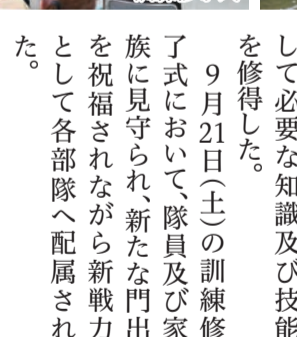 して必要な知識及び技能
を修得した。
９月21日（土）の訓練修
了式において、隊員及び家
族に見守られ、新たな門出
を祝福されながら新戦力
として各部隊へ配属され
た。